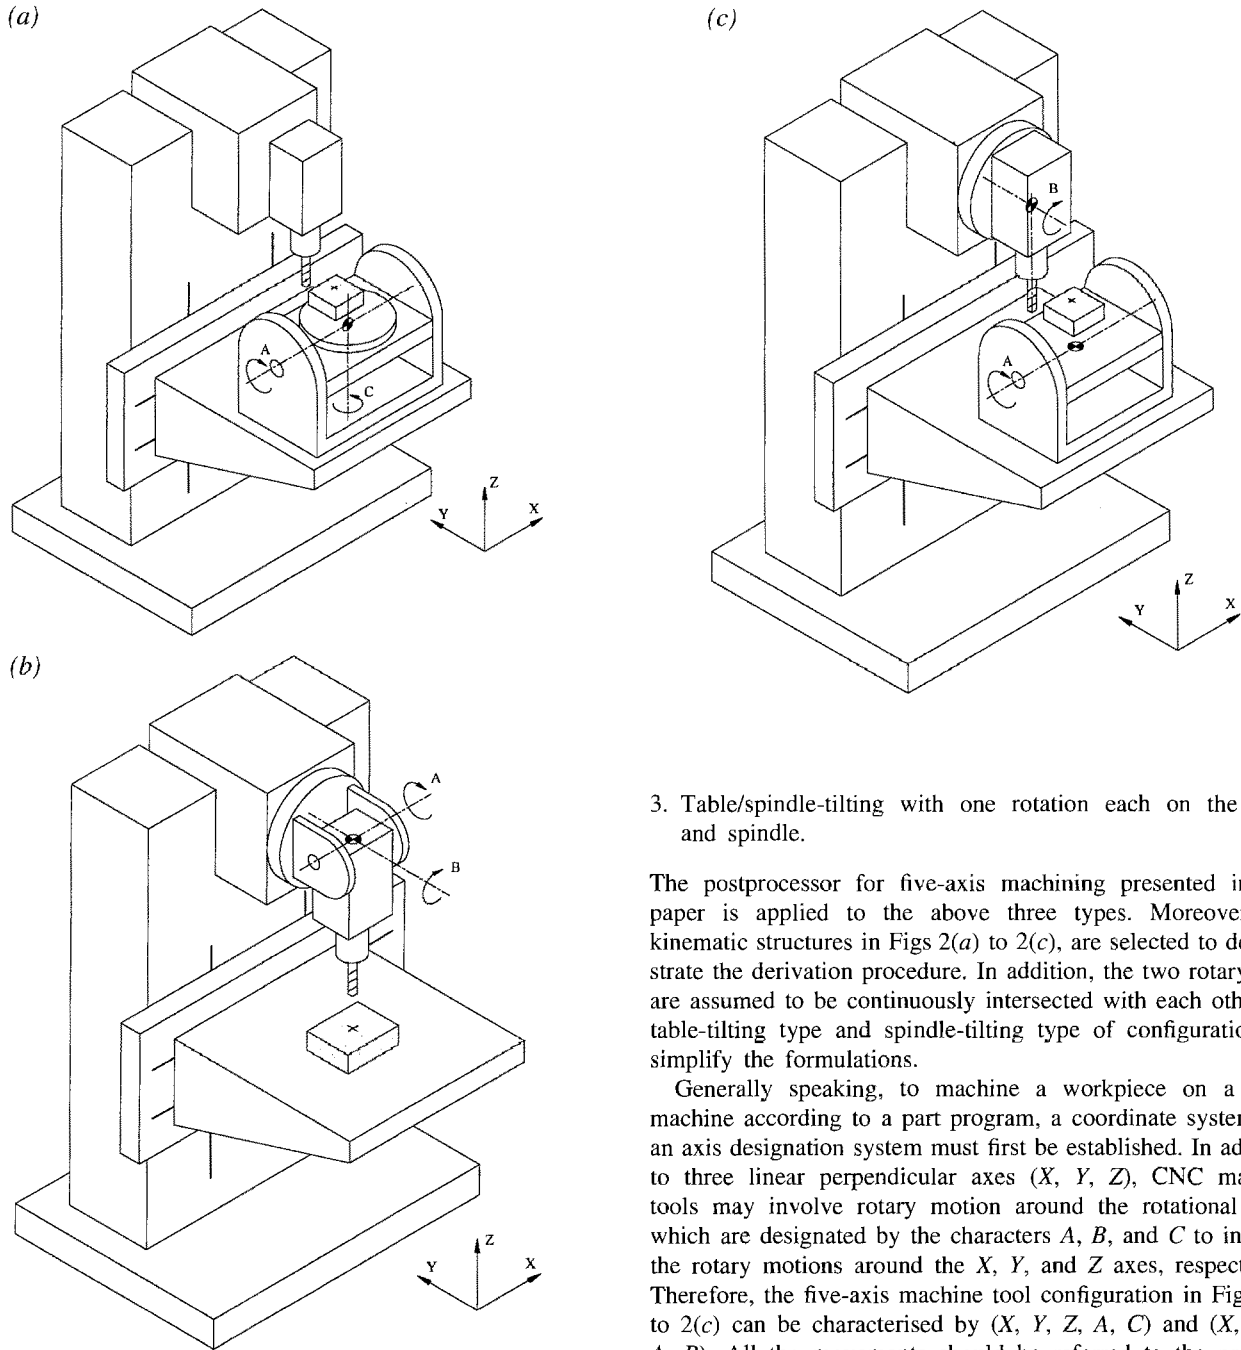 (a)
A
C
Z
Y
X
(b)
A
B
Z
Y
X
(c)
B
A
Z
Y
X
3. Table/spindle-tilting with one rotation each on the
and spindle.
The postprocessor for five-axis machining presented in
paper is applied to the above three types. Moreover
kinematic structures in Figs 2(a) to 2(c), are selected to de
strate the derivation procedure. In addition, the two rotary
are assumed to be continuously intersected with each oth
table-tilting type and spindle-tilting type of configuratio
simplify the formulations.
Generally speaking, to machine a workpiece on a
machine according to a part program, a coordinate system
an axis designation system must first be established. In ad
to three linear perpendicular axes (X, Y, Z), CNC ma
tools may involve rotary motion around the rotational
which are designated by the characters A, B, and C to in
the rotary motions around the X, Y, and Z axes, respect
Therefore, the five-axis machine tool configuration in Fig
to 2(c) can be characterised by (X, Y, Z, A, C) and (X,